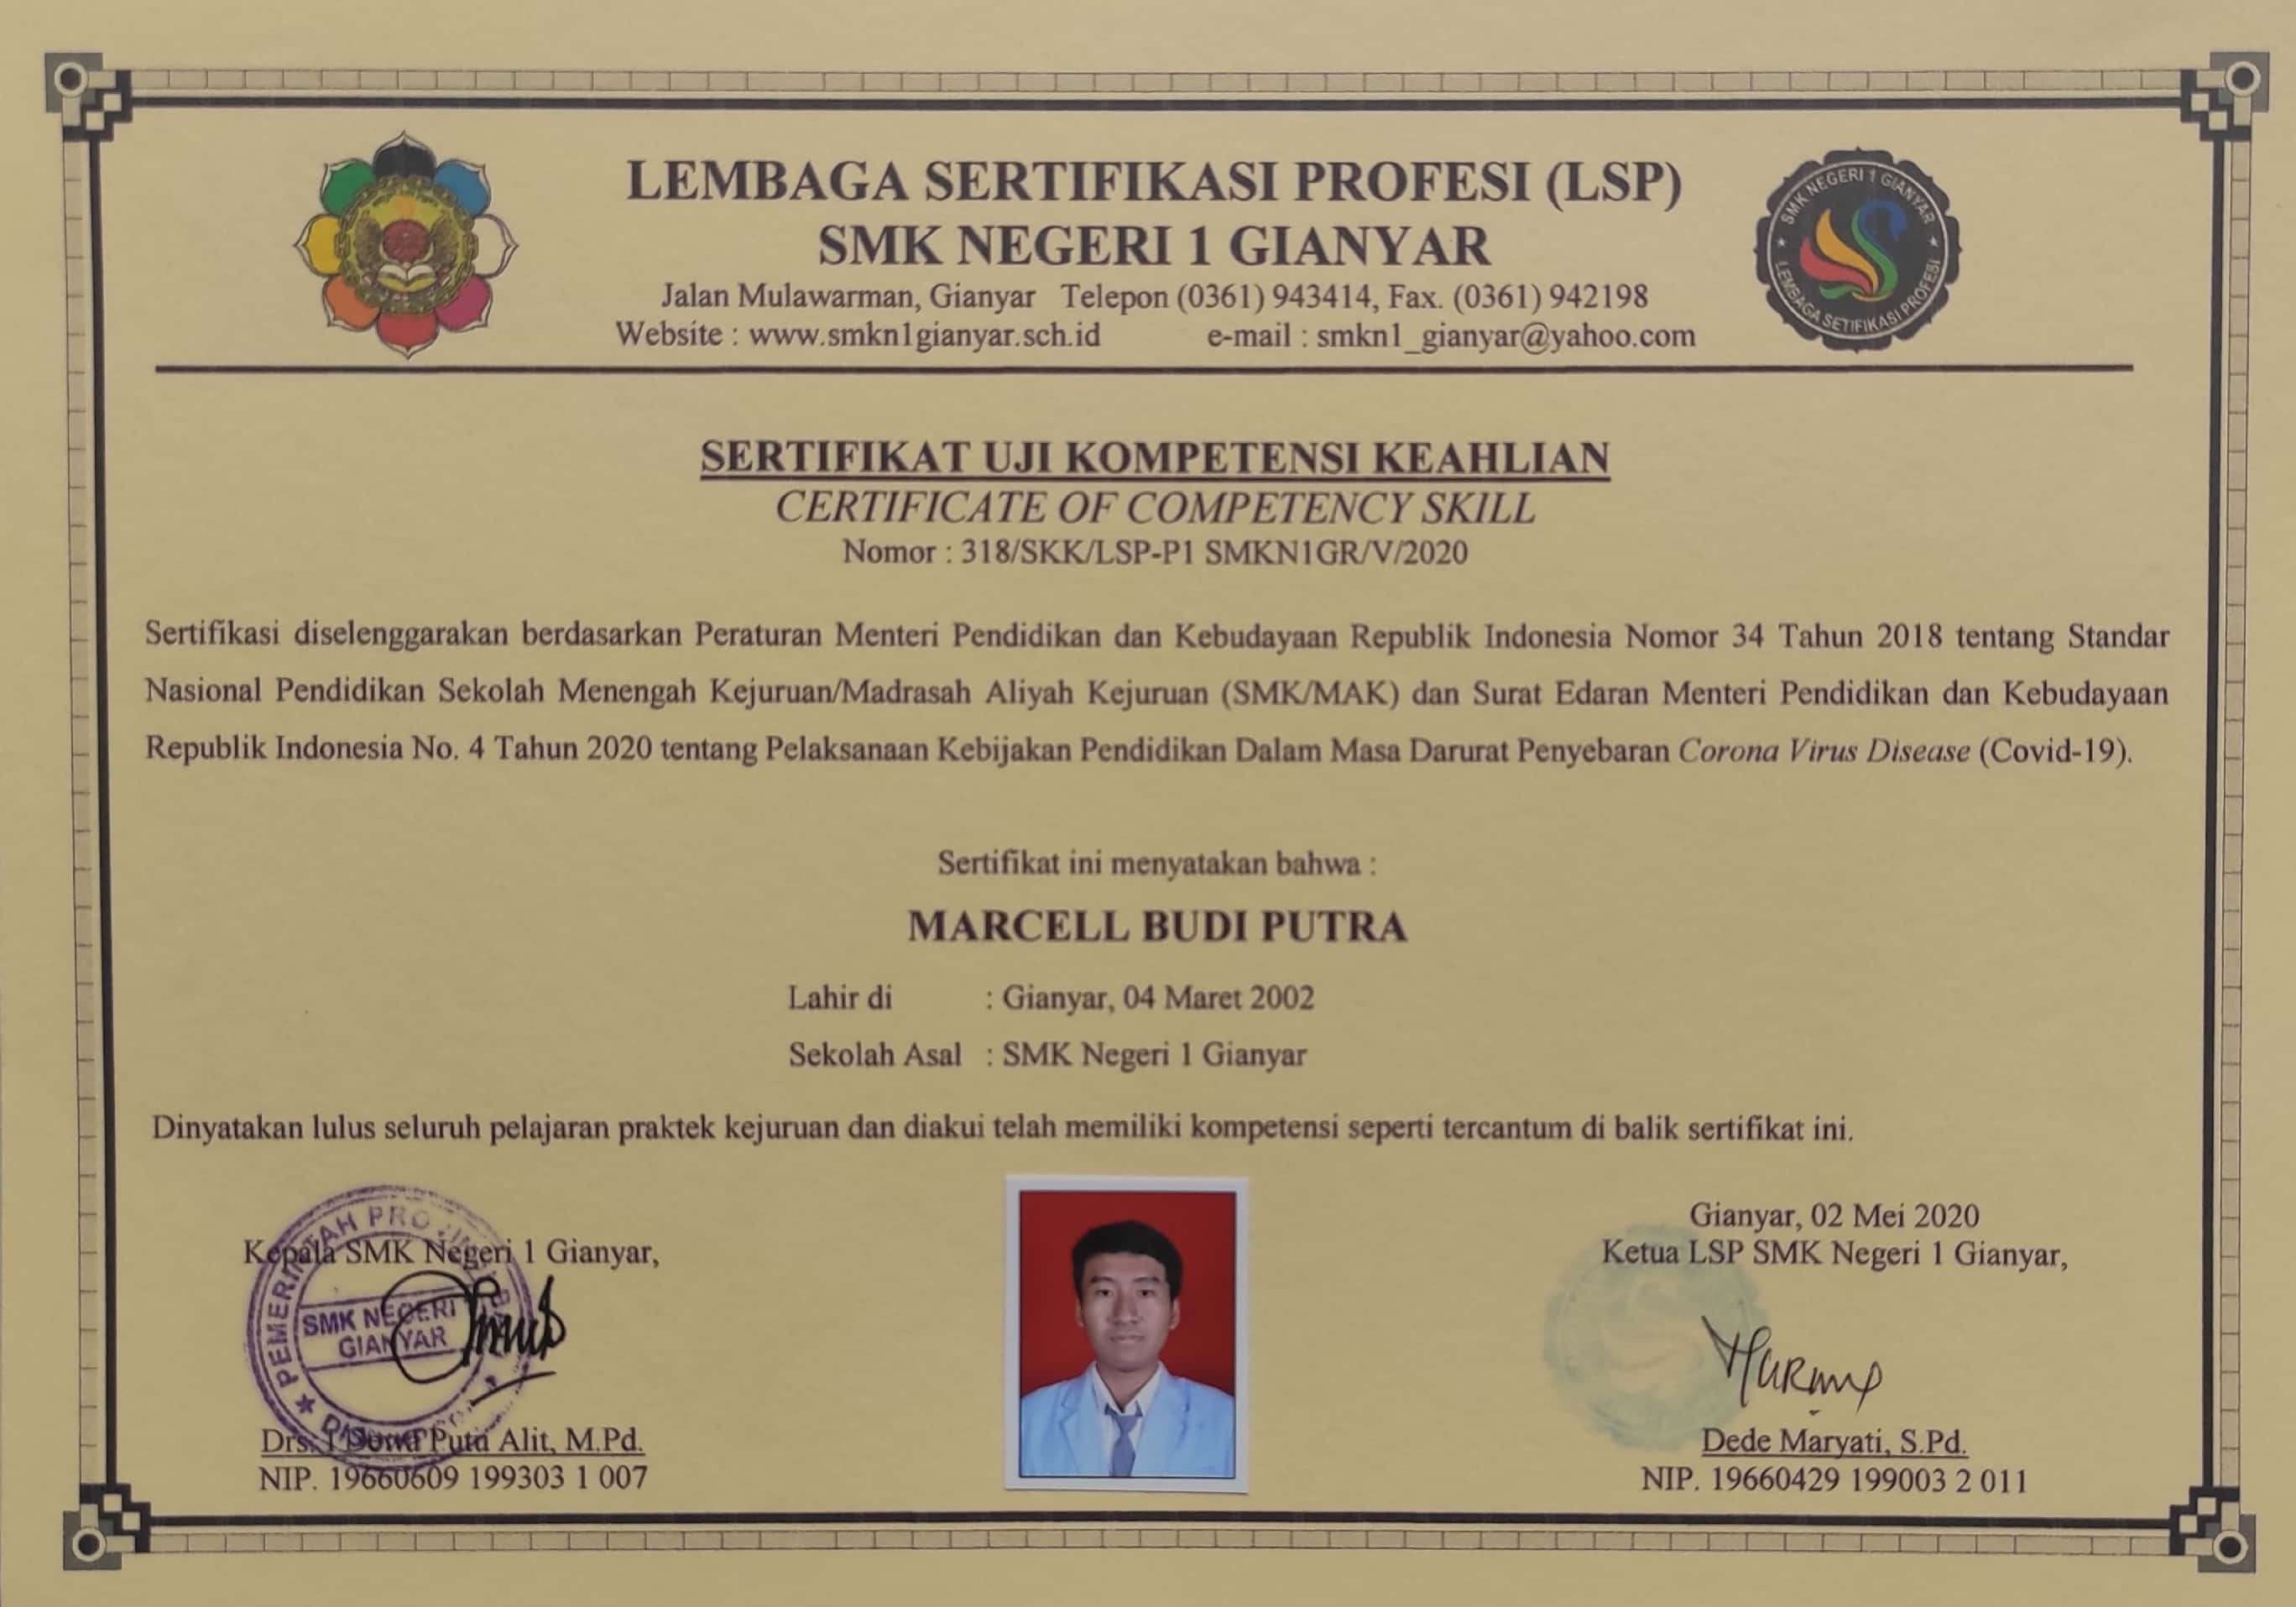 LEMBAGA SERTIFIKASI PROFESI (LSP)
SMK NEGERI 1 GIANYAR
Jalan Mulawarman, Gianyar Telepon (0361) 943414, Fax. (0361) 942198
Website : www.smkn1gianyar.sch.id e-mail : smkn1_gianyar@yahoo.com
SMK NEGERI 1 GIANYAR
LEMBAGA SETIFIKASI PROFESI
SERTIFIKAT UJI KOMPETENSI KEAHLIAN
CERTIFICATE OF COMPETENCY SKILL
Nomor : 318/SKK/LSP-P1 SMKN1GR/V/2020
Sertifikasi diselenggarakan berdasarkan Peraturan Menteri Pendidikan dan Kebudayaan Republik Indonesia Nomor 34 Tahun 2018 tentang Standar
Nasional Pendidikan Sekolah Menengah Kejuruan/Madrasah Aliyah Kejuruan (SMK/MAK) dan Surat Edaran Menteri Pendidikan dan Kebudayaan
Republik Indonesia No. 4 Tahun 2020 tentang Pelaksanaan Kebijakan Pendidikan Dalam Masa Darurat Penyebaran Corona Virus Disease (Covid-19).
Sertifikat ini menyatakan bahwa :
MARCELL BUDI PUTRA
Lahir di : Gianyar, 04 Maret 2002
Sekolah Asal : SMK Negeri 1 Gianyar
Dinyatakan lulus seluruh pelajaran praktek kejuruan dan diakui telah memiliki kompetensi seperti tercantum di balik sertifikat ini.
Kepala SMK Negeri 1 Gianyar,
PEMERINTAH
SMK NEGERI
GIANYAR
Drs. I Dewa Putu Alit, M.Pd.
NIP. 19660609 199303 1 007
Gianyar, 02 Mei 2020
Ketua LSP SMK Negeri 1 Gianyar,
Dede Maryati, S.Pd.
NIP. 19660429 199003 2 011